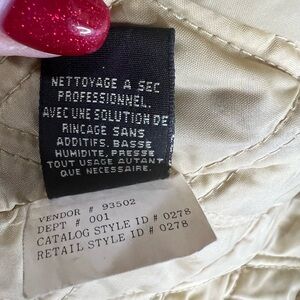 NETTOYAGE A SEC
PROFESSIONNEL.
AVEC UNE SOLUTION DE
RINCAGE SANS
ADDITIFS. BASSE
HUMIDITE, PRESSE
TOUT USAGE AUTANT
QUE NECESSAIRE.
VENDOR # 93502
DEPT # 001
CATALOG STYLE ID # 0278
RETAIL STYLE ID # 0278